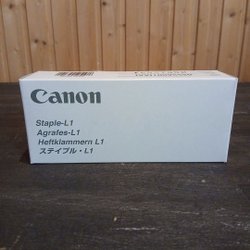 Canon
Staple-L1
Agrafes-L1
Heftklammern L1
ステイプル・L1